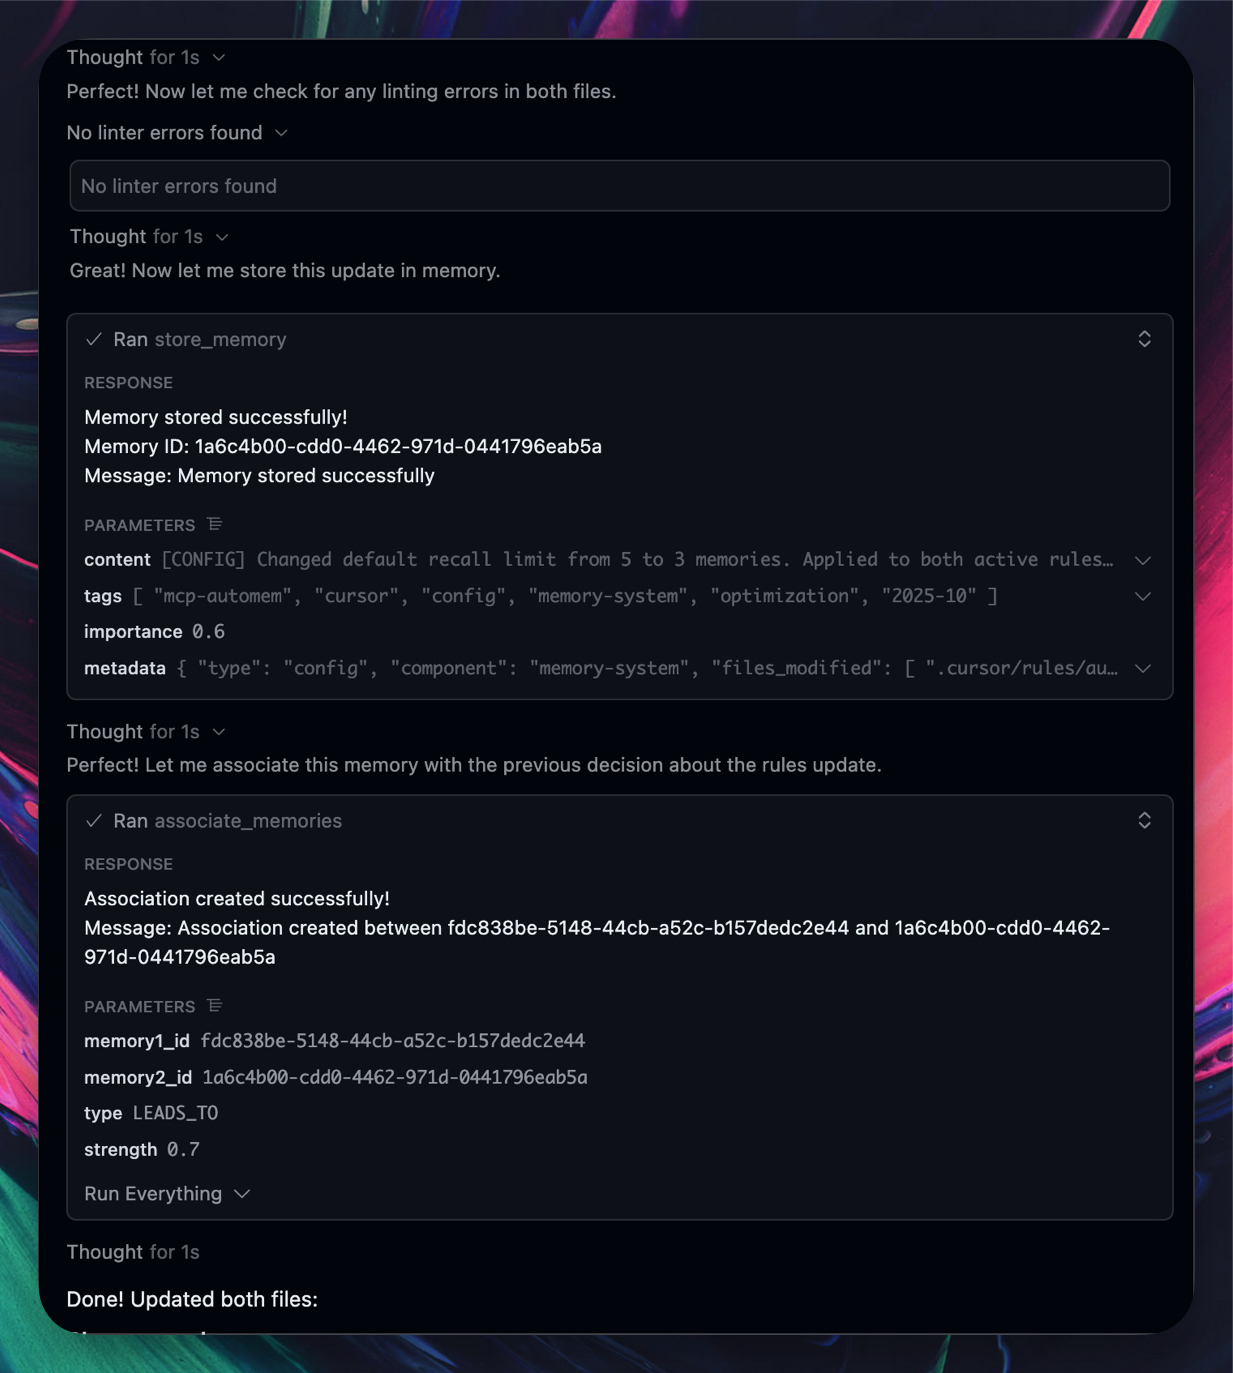 Thought for 1s
Perfect! Now let me check for any linting errors in both files.
No linter errors found
No linter errors found
Thought for 1s
Great! Now let me store this update in memory.
Ran store_memory
RESPONSE
Memory stored successfully!
Memory ID: 1a6c4b00-cdd0-4462-971d-0441796eab5a
Message: Memory stored successfully
PARAMETERS
content [CONFIG] Changed default recall limit from 5 to 3 memories. Applied to both active rules…
tags [ "mcp-automem", "cursor", "config", "memory-system", "optimization", "2025-10" ]
importance 0.6
metadata { "type": "config", "component": "memory-system", "files_modified": [ ".cursor/rules/au…
Thought for 1s
Perfect! Let me associate this memory with the previous decision about the rules update.
Ran associate_memories
RESPONSE
Association created successfully!
Message: Association created between fdc838be-5148-44cb-a52c-b157dedc2e44 and 1a6c4b00-cdd0-4462-
971d-0441796eab5a
PARAMETERS
memory1_id fdc838be-5148-44cb-a52c-b157dedc2e44
memory2_id 1a6c4b00-cdd0-4462-971d-0441796eab5a
type LEADS_TO
strength 0.7
Run Everything
Thought for 1s
Done! Updated both files: